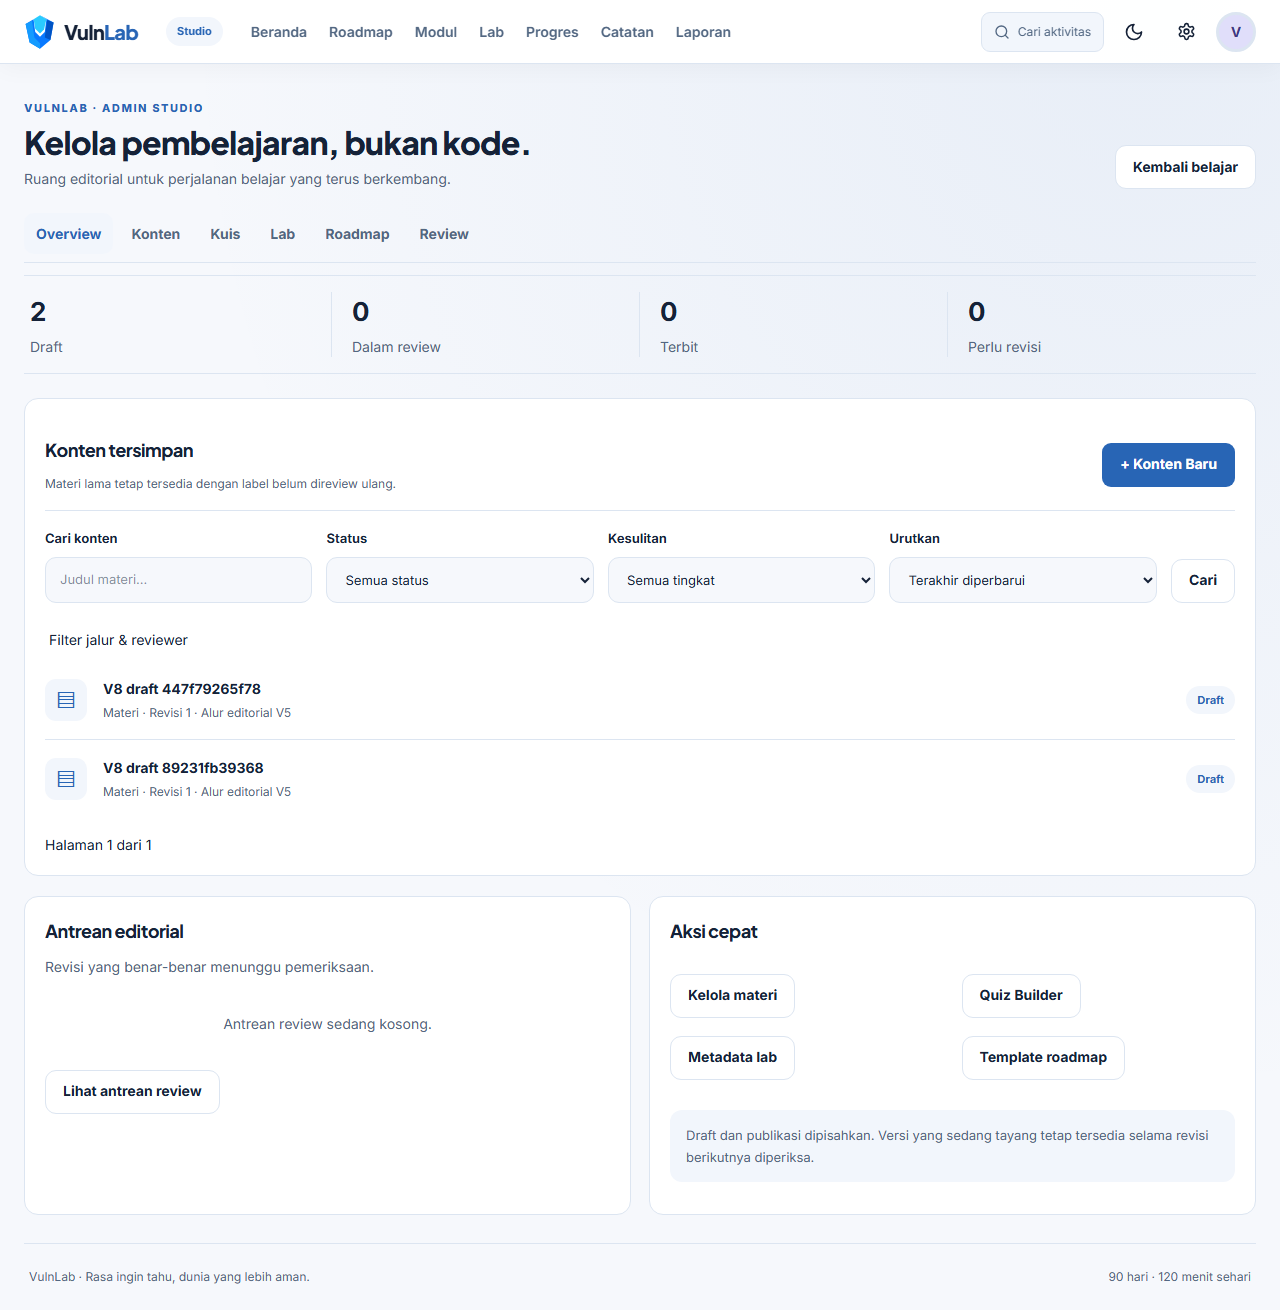 VulnLab
Studio
Beranda
Roadmap
Modul
Lab
Progres
Catatan
Laporan
Cari aktivitas
V
VULNLAB · ADMIN STUDIO
Kelola pembelajaran, bukan kode.
Ruang editorial untuk perjalanan belajar yang terus berkembang.
Kembali belajar
Overview
Konten
Kuis
Lab
Roadmap
Review
2
Draft
0
Dalam review
0
Terbit
0
Perlu revisi
Konten tersimpan
Materi lama tetap tersedia dengan label belum direview ulang.
+ Konten Baru
Cari konten
Judul materi...
Status
Semua status
Kesulitan
Semua tingkat
Urutkan
Terakhir diperbarui
Cari
Filter jalur & reviewer
V8 draft 447f79265f78
Materi · Revisi 1 · Alur editorial V5
Draft
V8 draft 89231fb39368
Materi · Revisi 1 · Alur editorial V5
Draft
Halaman 1 dari 1
Antrean editorial
Revisi yang benar-benar menunggu pemeriksaan.
Antrean review sedang kosong.
Lihat antrean review
Aksi cepat
Kelola materi
Quiz Builder
Metadata lab
Template roadmap
Draft dan publikasi dipisahkan. Versi yang sedang tayang tetap tersedia selama revisi
berikutnya diperiksa.
VulnLab · Rasa ingin tahu, dunia yang lebih aman.
90 hari · 120 menit sehari